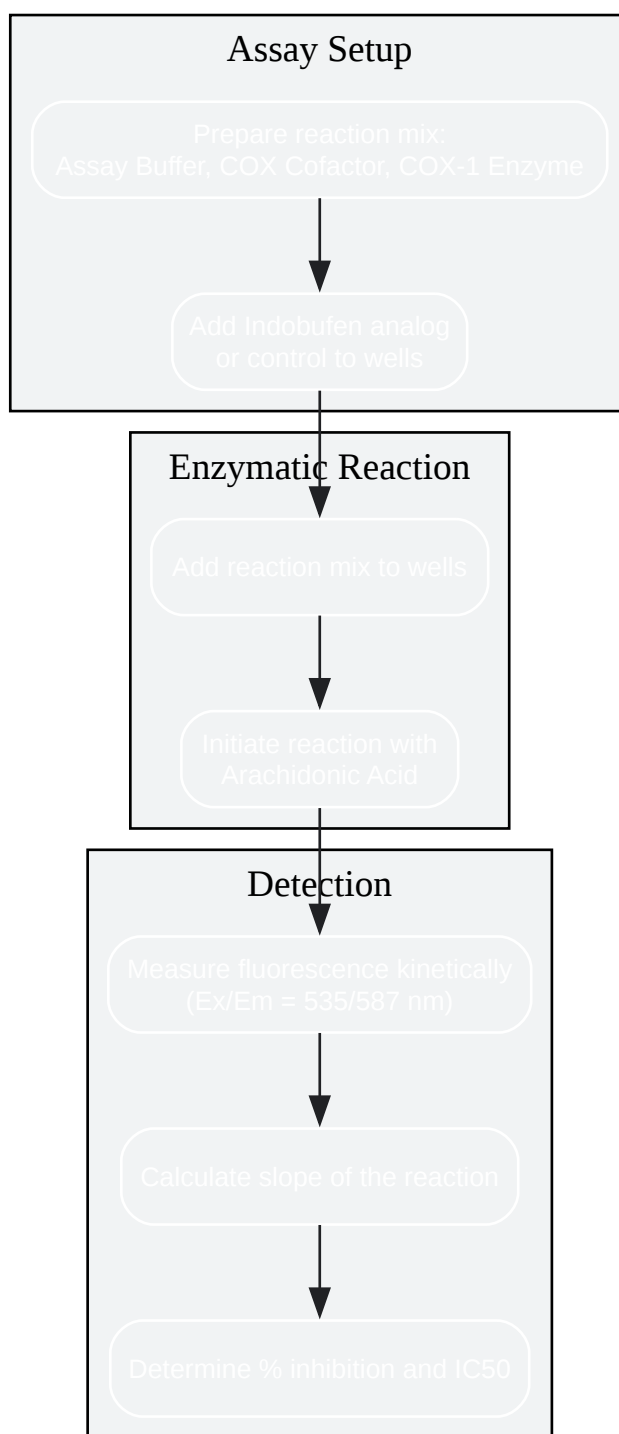 Assay Setup
Prepare reaction mix:
Assay Buffer, COX Cofactor, COX-1 Enzyme
Add Indobufen analog
or control to wells
Enzymatic Reaction
Add reaction mix to wells
Initiate reaction with
Arachidonic Acid
Detection
Measure fluorescence kinetically
(Ex/Em = 535/587 nm)
Calculate slope of the reaction
Determine % inhibition and IC50